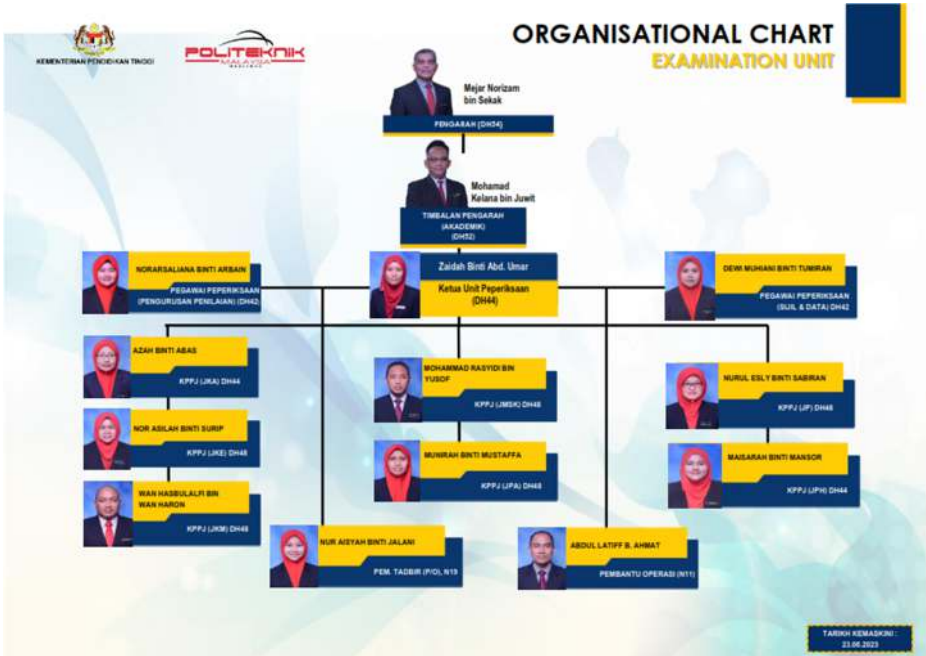 ORGANISATIONAL CHART
EXAMINATION UNIT
KEMENTERIAN PENDIDIKAN TINGGI
POLITEKNIK
MALAYSIA
Mejar Norizam
bin Sekak
PENGARAH (DH54)
Mohamad
Kelana bin Juwit
TIMBALAN PENGARAH
(AKADEMIK)
(DH52)
NORARSALIANA BINTI ARBAIN
PEGAWAI PEPERIKSAAN
(PENGURUSAN PENILAIAN) (DH42)
Zaidah Binti Abd. Umar
Ketua Unit Peperiksaan
(DH44)
DEWI MUHIANI BINTI TUMIRAN
PEGAWAI PEPERIKSAAN
(SIJIL & DATA) DH42
AZAH BINTI ABAS
KPPJ (JKA) DH44
MOHAMMAD RASYIDI BIN
YUSOF
KPPJ (JMSK) DH48
NURUL ESLY BINTI SABIRAN
KPPJ (JP) DH48
NOR ASILAH BINTI SURIP
KPPJ (JKE) DH48
MUNIRAH BINTI MUSTAFFA
KPPJ (JPA) DH48
MAISARAH BINTI MANSOR
KPPJ (JPH) DH44
WAN HASBULALFI BIN
WAN HARON
KPPJ (JKM) DH48
NUR AISYAH BINTI JALANI
PEM. TADBIR (P/O), N19
ABDUL LATIFF B. AHMAT
PEMBANTU OPERASI (N11)
TARIKH KEMASKINI :
23.06.2023